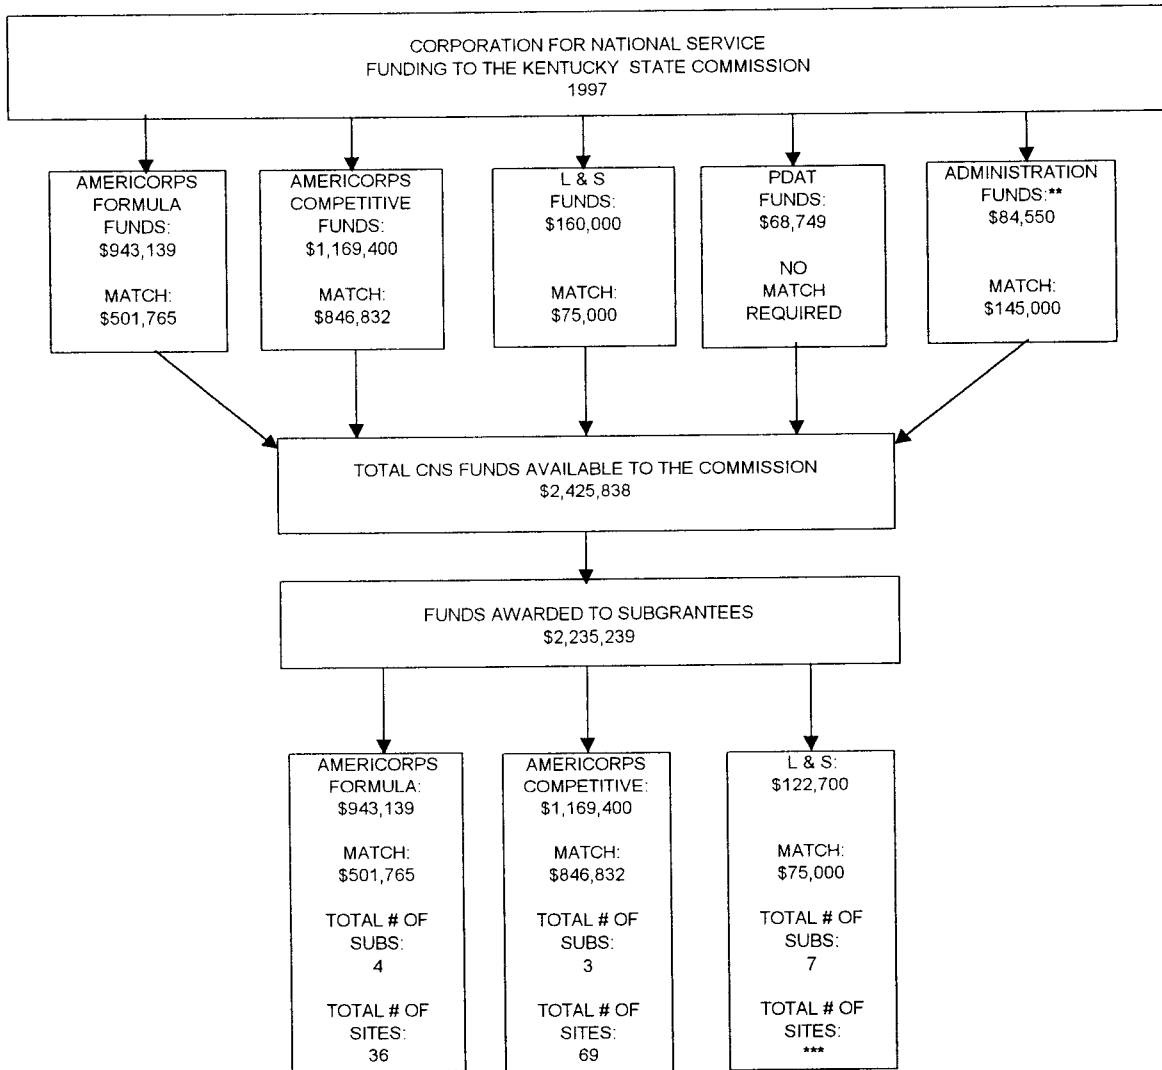 CORPORATION FOR NATIONAL SERVICE
FUNDING TO THE KENTUCKY STATE COMMISSION
1997
AMERICORPS
FORMULA
FUNDS:
$943,139
MATCH:
$501,765
AMERICORPS
COMPETITIVE
FUNDS:
$1,169,400
MATCH:
$846,832
L & S
FUNDS:
$160,000
MATCH:
$75,000
PDAT
FUNDS:
$68,749
NO
MATCH
REQUIRED
ADMINISTRATION
FUNDS:**
$84,550
MATCH:
$145,000
TOTAL CNS FUNDS AVAILABLE TO THE COMMISSION
$2,425,838
FUNDS AWARDED TO SUBGRANTEES
$2,235,239
AMERICORPS
FORMULA:
$943,139
MATCH:
$501,765
TOTAL # OF
SUBS:
4
TOTAL # OF
SITES:
36
AMERICORPS
COMPETITIVE:
$1,169,400
MATCH:
$846,832
TOTAL # OF
SUBS:
3
TOTAL # OF
SITES:
69
L & S:
$122,700
MATCH:
$75,000
TOTAL # OF
SUBS:
7
TOTAL # OF
SITES:
***